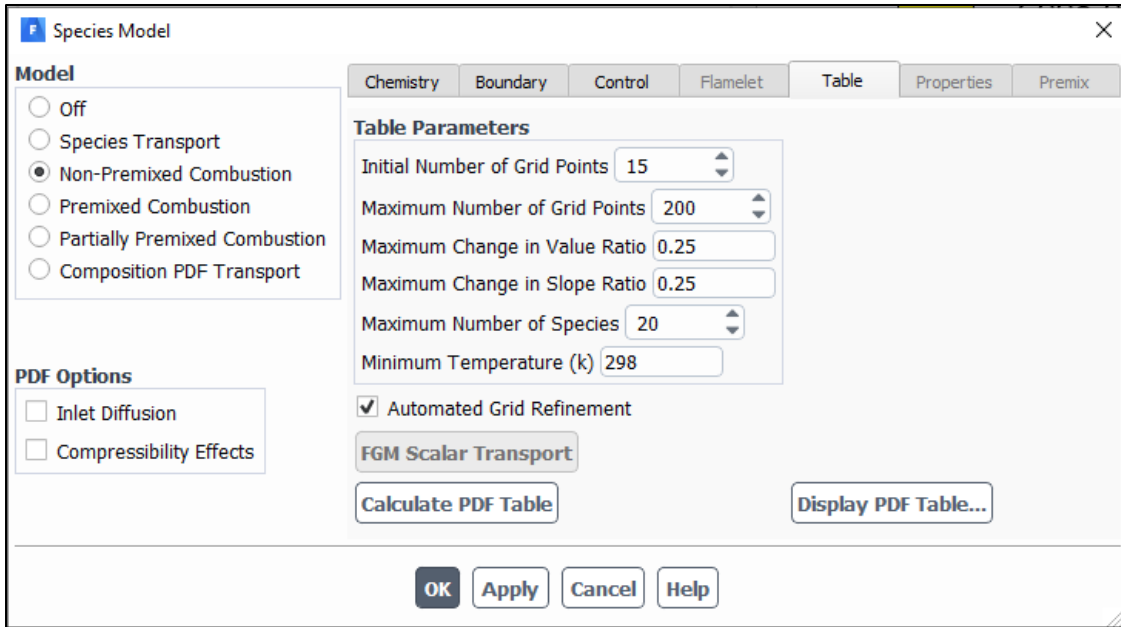 F Species Model
Model
Off
Species Transport
Non-Premixed Combustion
Premixed Combustion
Partially Premixed Combustion
Composition PDF Transport
PDF Options
Inlet Diffusion
Compressibility Effects
Chemistry Boundary Control Flamelet Table Properties Premix
Table Parameters
Initial Number of Grid Points 15
Maximum Number of Grid Points 200
Maximum Change in Value Ratio 0.25
Maximum Change in Slope Ratio 0.25
Maximum Number of Species 20
Minimum Temperature (k) 298
Automated Grid Refinement
FGM Scalar Transport
Calculate PDF Table Display PDF Table...
OK Apply Cancel Help